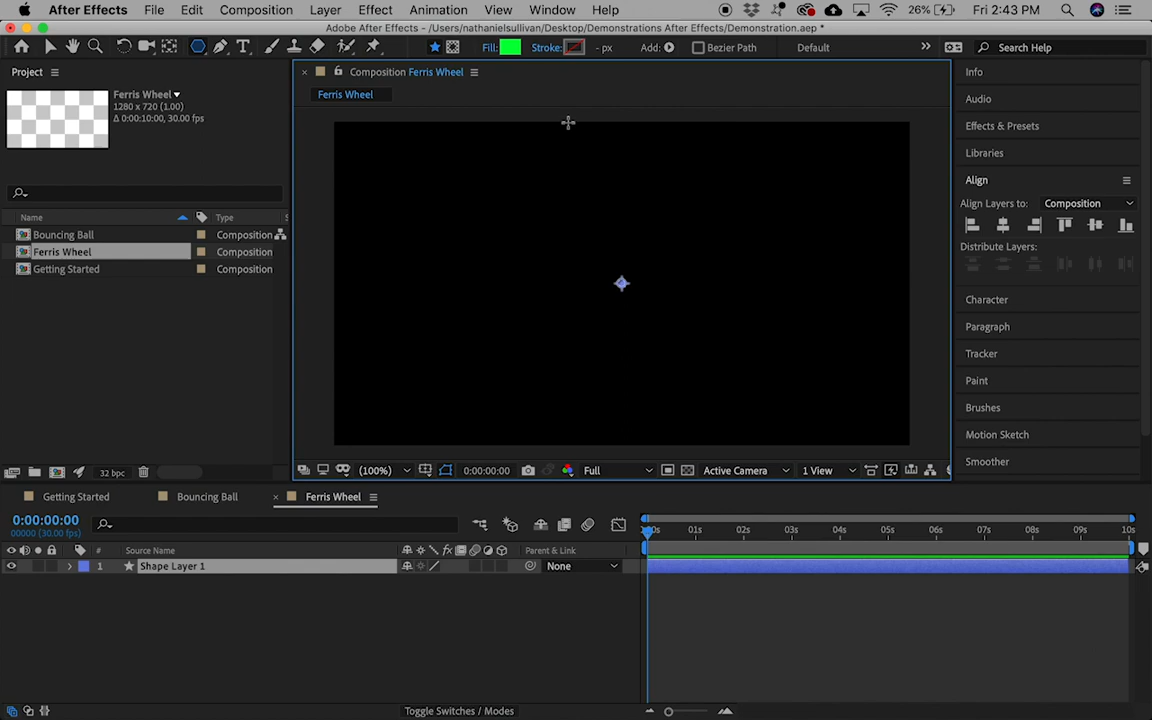 After Effects File Edit Composition Layer Effect Animation View Window Help 26% Fri 2:43 PM
Adobe After Effects - /Users/nathanielsullivan/Desktop/Demonstrations After Effects/Demonstration.aep *
Fill: Stroke: - px Add: Bezier Path Default Search Help
Project
Composition Ferris Wheel
Info
Ferris Wheel
1280 x 720 (1.00)
Δ 0:00:10:00, 30.00 fps
Ferris Wheel
Audio
Effects & Presets
Libraries
Align
Align Layers to: Composition
Distribute Layers:
Name Type
Bouncing Ball Composition
Ferris Wheel Composition
Getting Started Composition
Character
Paragraph
Tracker
Paint
Brushes
Motion Sketch
Smoother
32 bpc
(100%) 0:00:00:00 Full Active Camera 1 View
Getting Started Bouncing Ball Ferris Wheel
0:00:00:00
00000 (30.00 fps)
01s 02s 03s 04s 05s 06s 07s 08s 09s 10s
# Source Name Parent & Link
1 Shape Layer 1 None
Toggle Switches / Modes